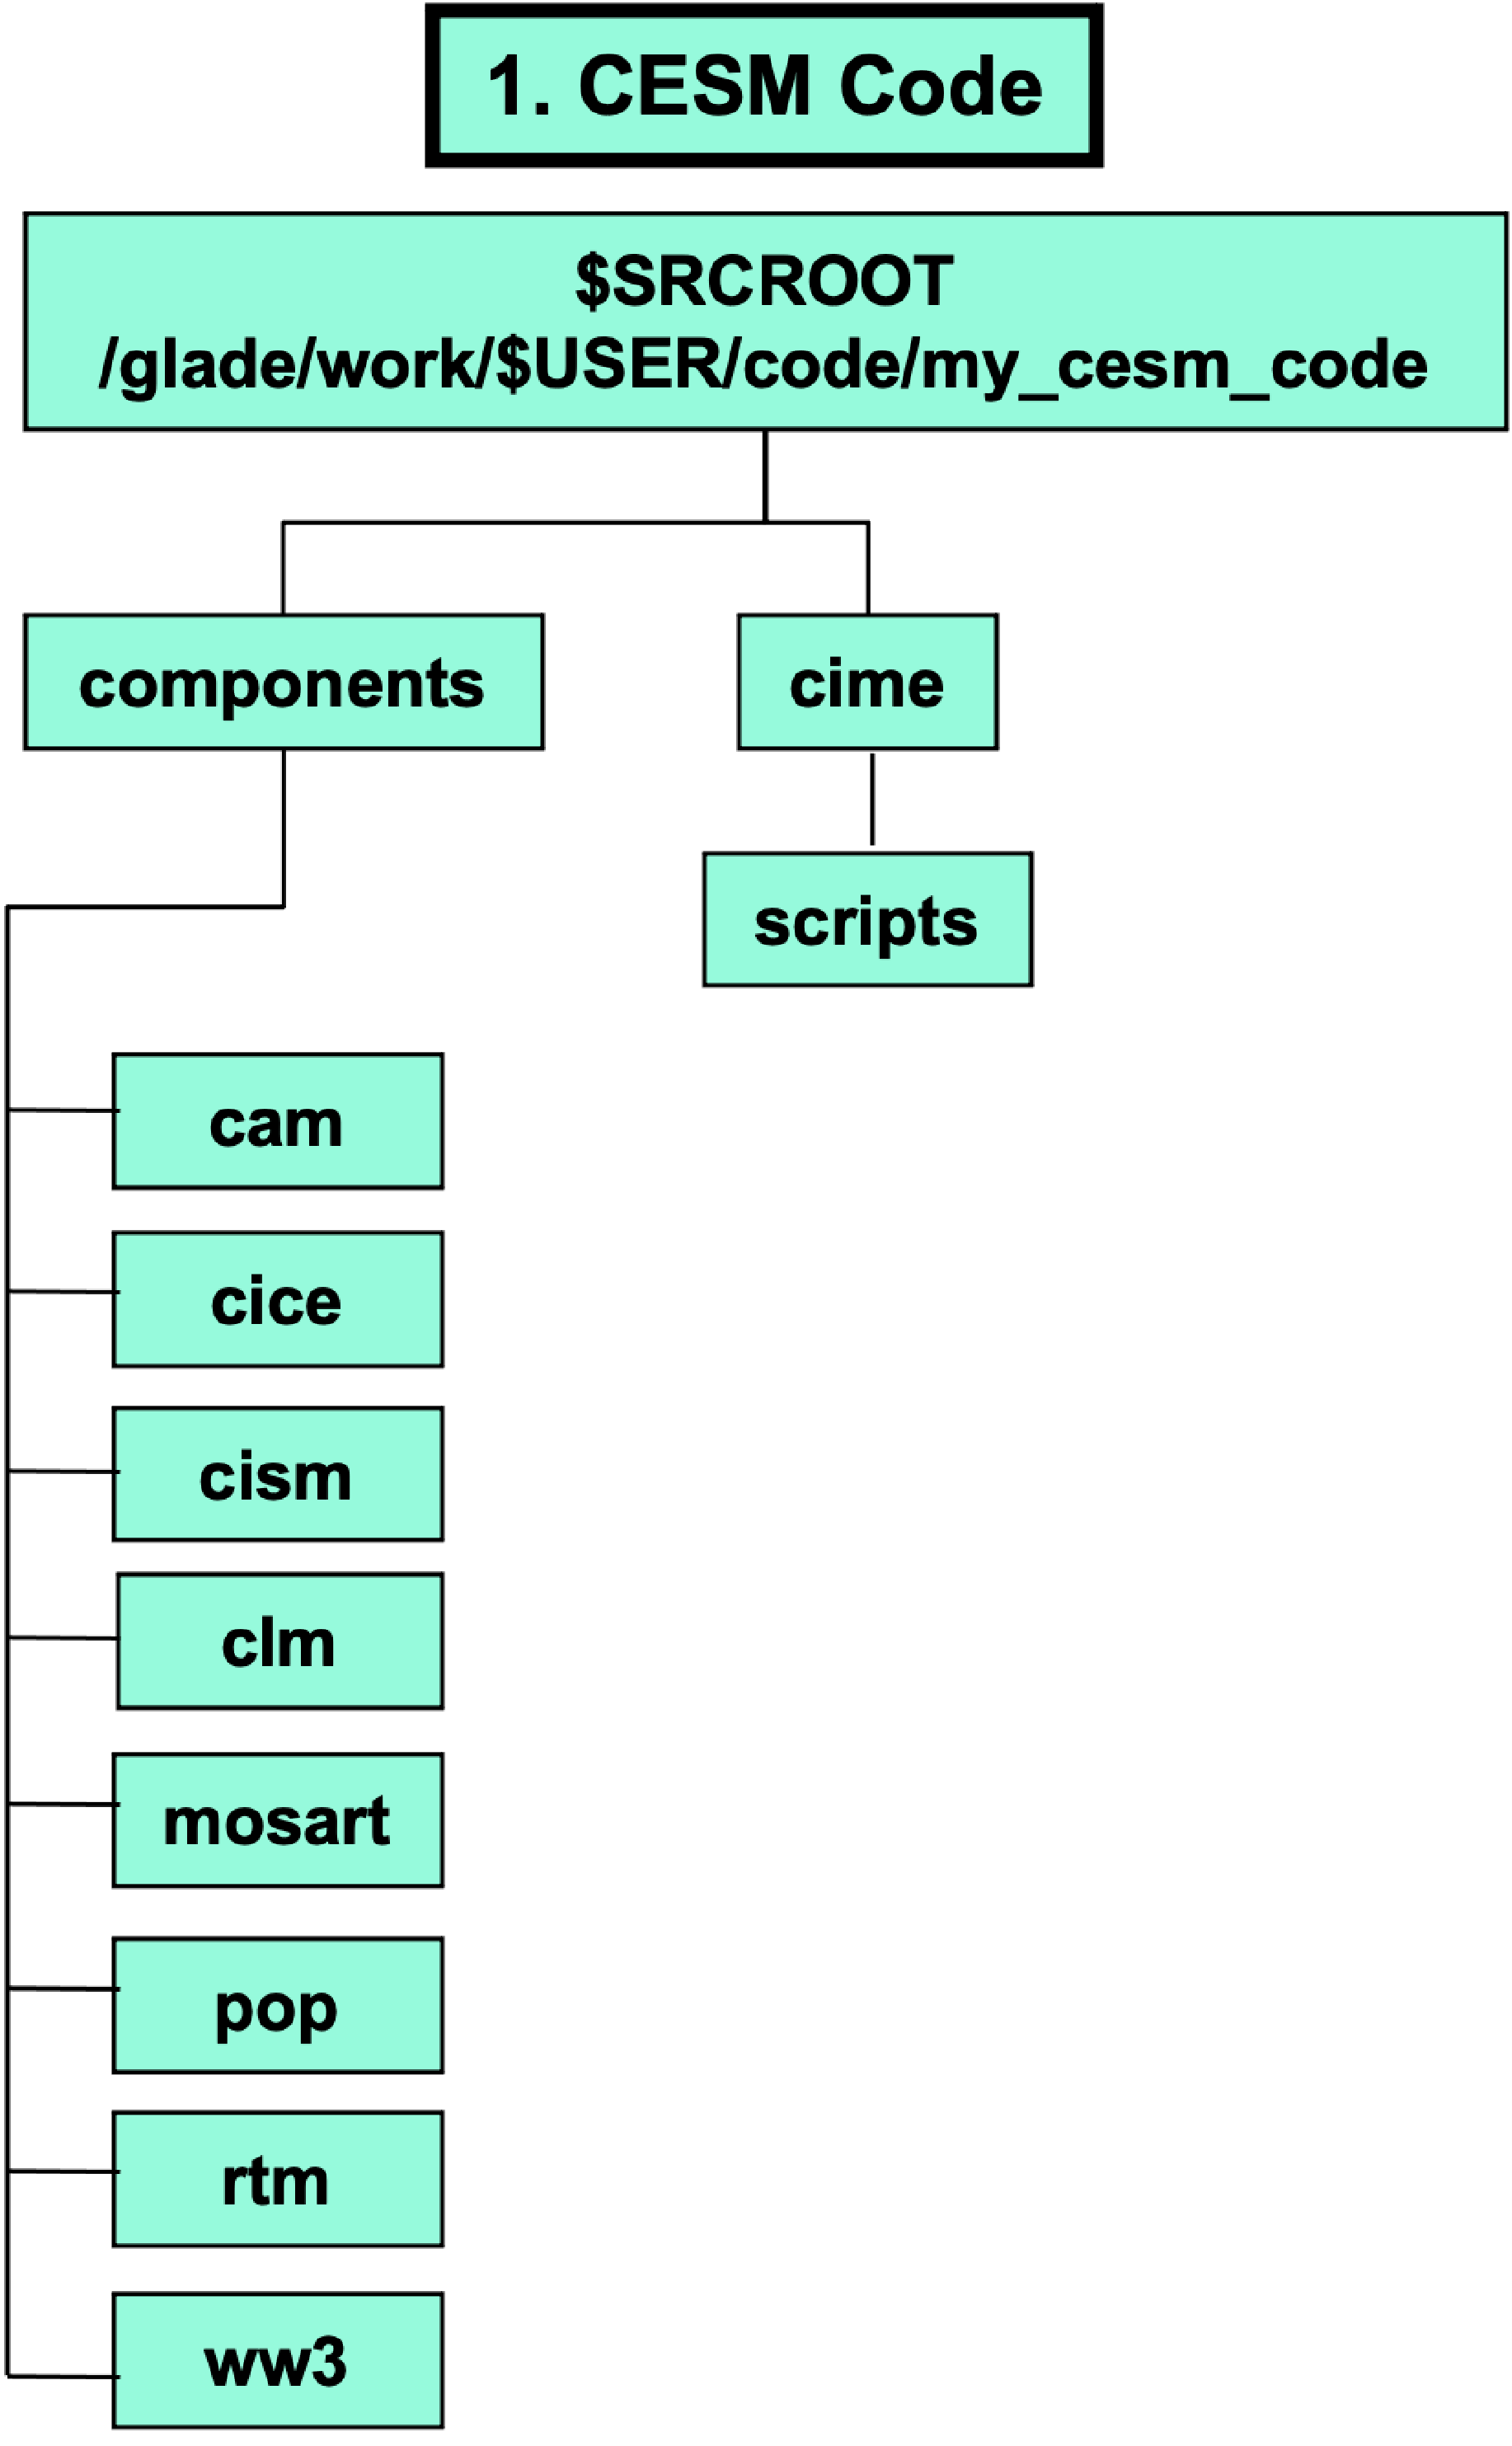 1. CESM Code
$SRCROOT
/glade/work/$USER/code/my_cesm_code
components
cime
scripts
cam
cice
cism
clm
mosart
pop
rtm
ww3